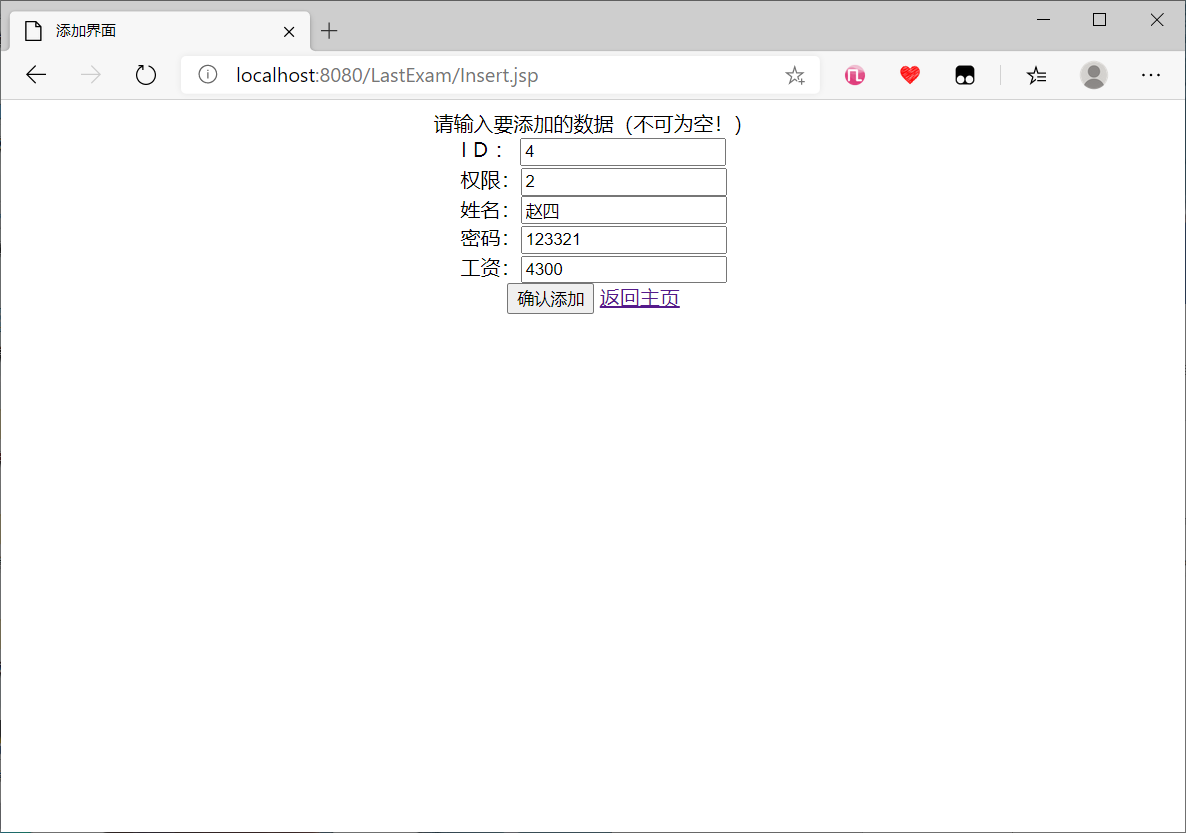 添加界面
localhost:8080/LastExam/Insert.jsp
请输入要添加的数据（不可为空！）
I D ： 4
权限： 2
姓名： 赵四
密码： 123321
工资： 4300
确认添加 返回主页